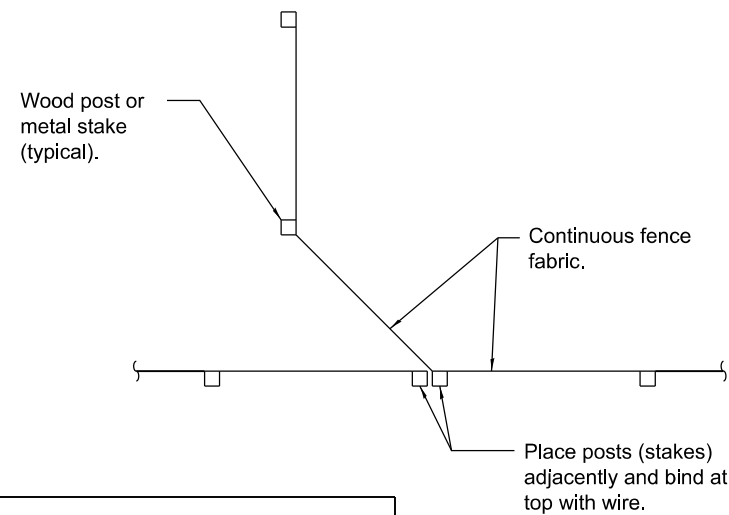 Wood post or
metal stake
(typical).
Continuous fence
fabric.
Place posts (stakes)
adjacently and bind at
top with wire.